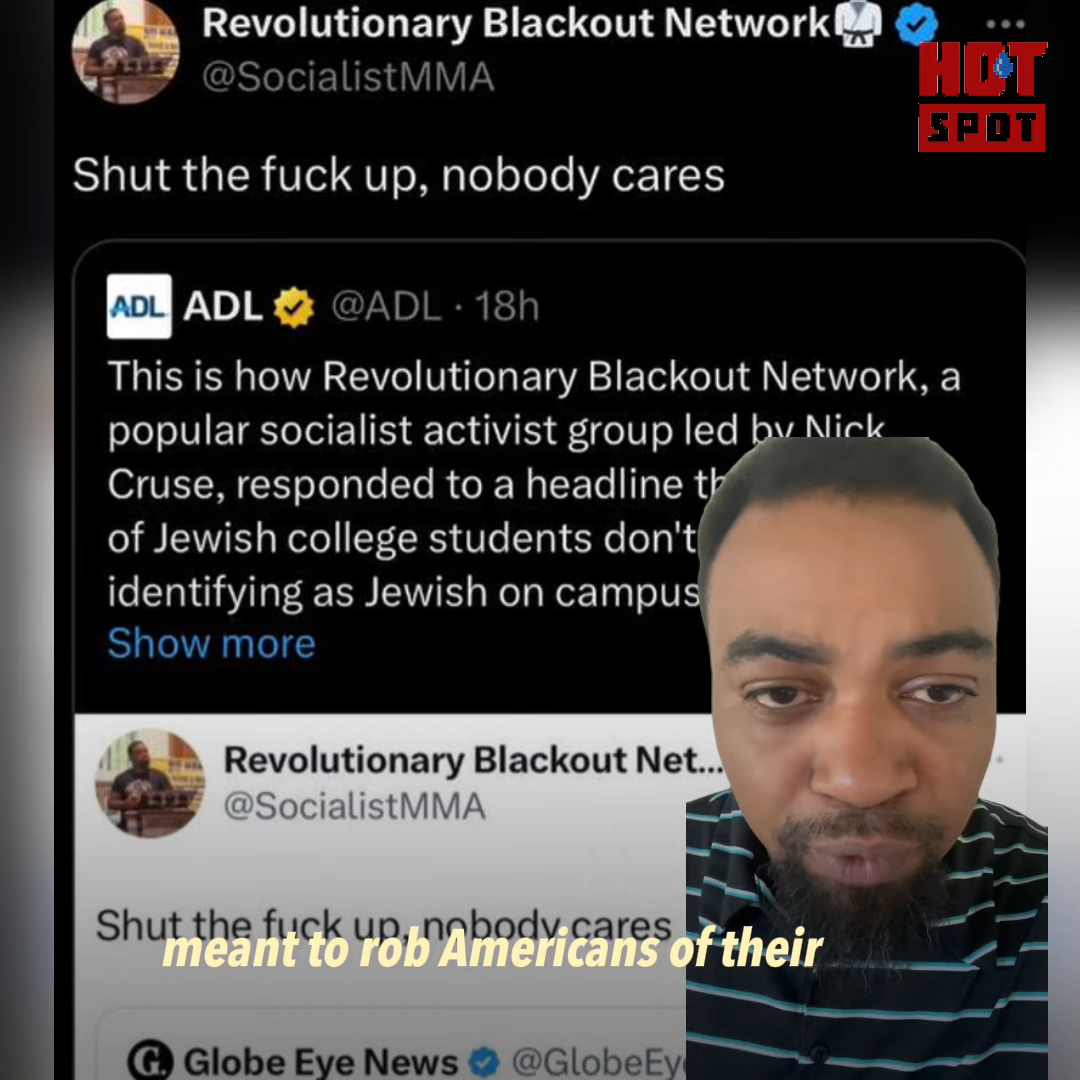 Revolutionary Blackout Network
@SocialistMMA
HOT
SPOT
Shut the fuck up, nobody cares
ADL ADL @ADL · 18h
This is how Revolutionary Blackout Network, a
popular socialist activist group led by Nick
Cruse, responded to a headline
of Jewish college students don't
identifying as Jewish on campus
Show more
Revolutionary Blackout Net...
@SocialistMMA
Shut the fuck up, nobody cares
meant to rob Americans of their
G. Globe Eye News @GlobeEye